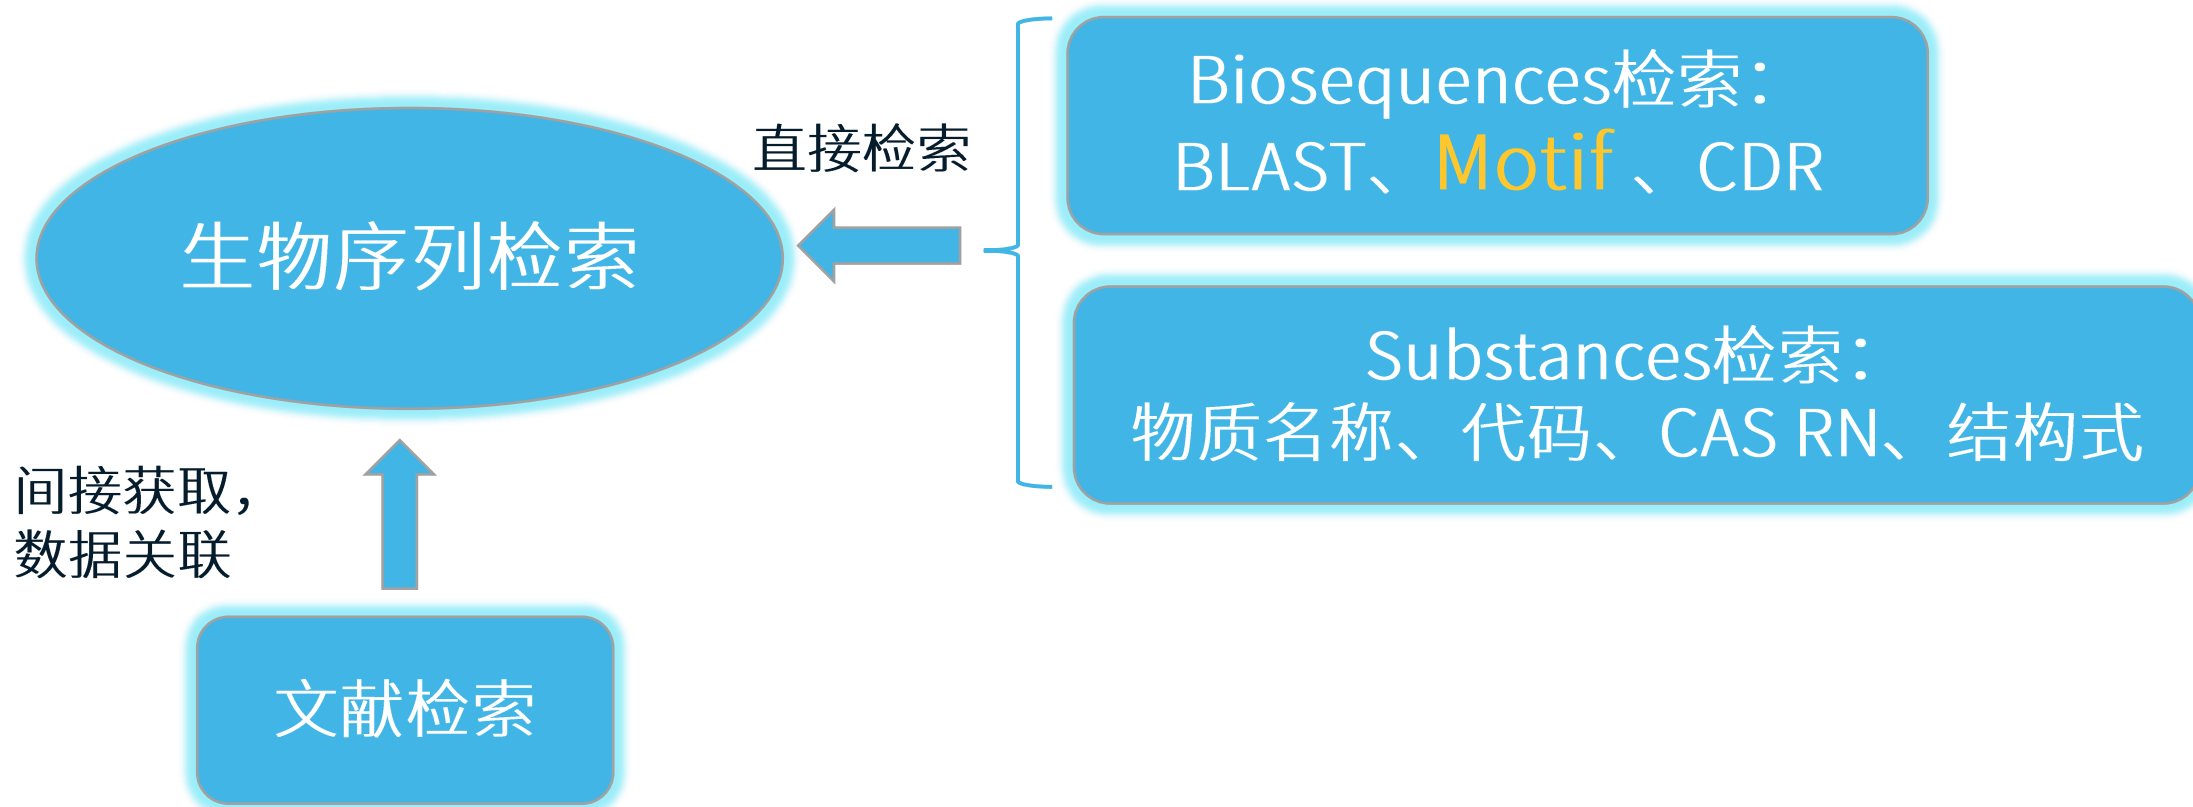 Biosequences检索：
BLAST、Motif 、CDR
直接检索
生物序列检索
Substances检索：
物质名称、代码、CAS RN、结构式
间接获取，
数据关联
文献检索